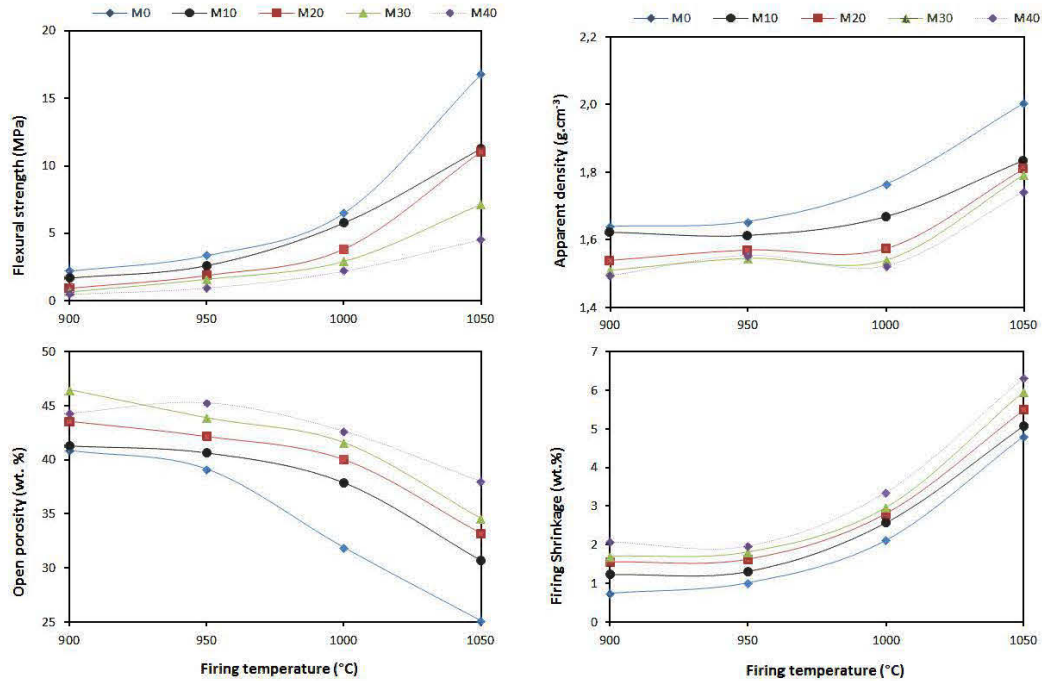 M0 M10 M20 M30 M40
Flexural strength (MPa)
20
15
10
5
0
900 950 1000 1050
M0 M10 M20 M30 M40
Apparent density (g.cm-³)
2,2
2,0
1,8
1,6
1,4
900 950 1000 1050
Open porosity (wt. %)
50
45
40
35
30
25
900 950 1000 1050
Firing temperature (°C)
Firing Shrinkage (wt.%)
7
6
5
4
3
2
1
0
900 950 1000 1050
Firing temperature (°C)